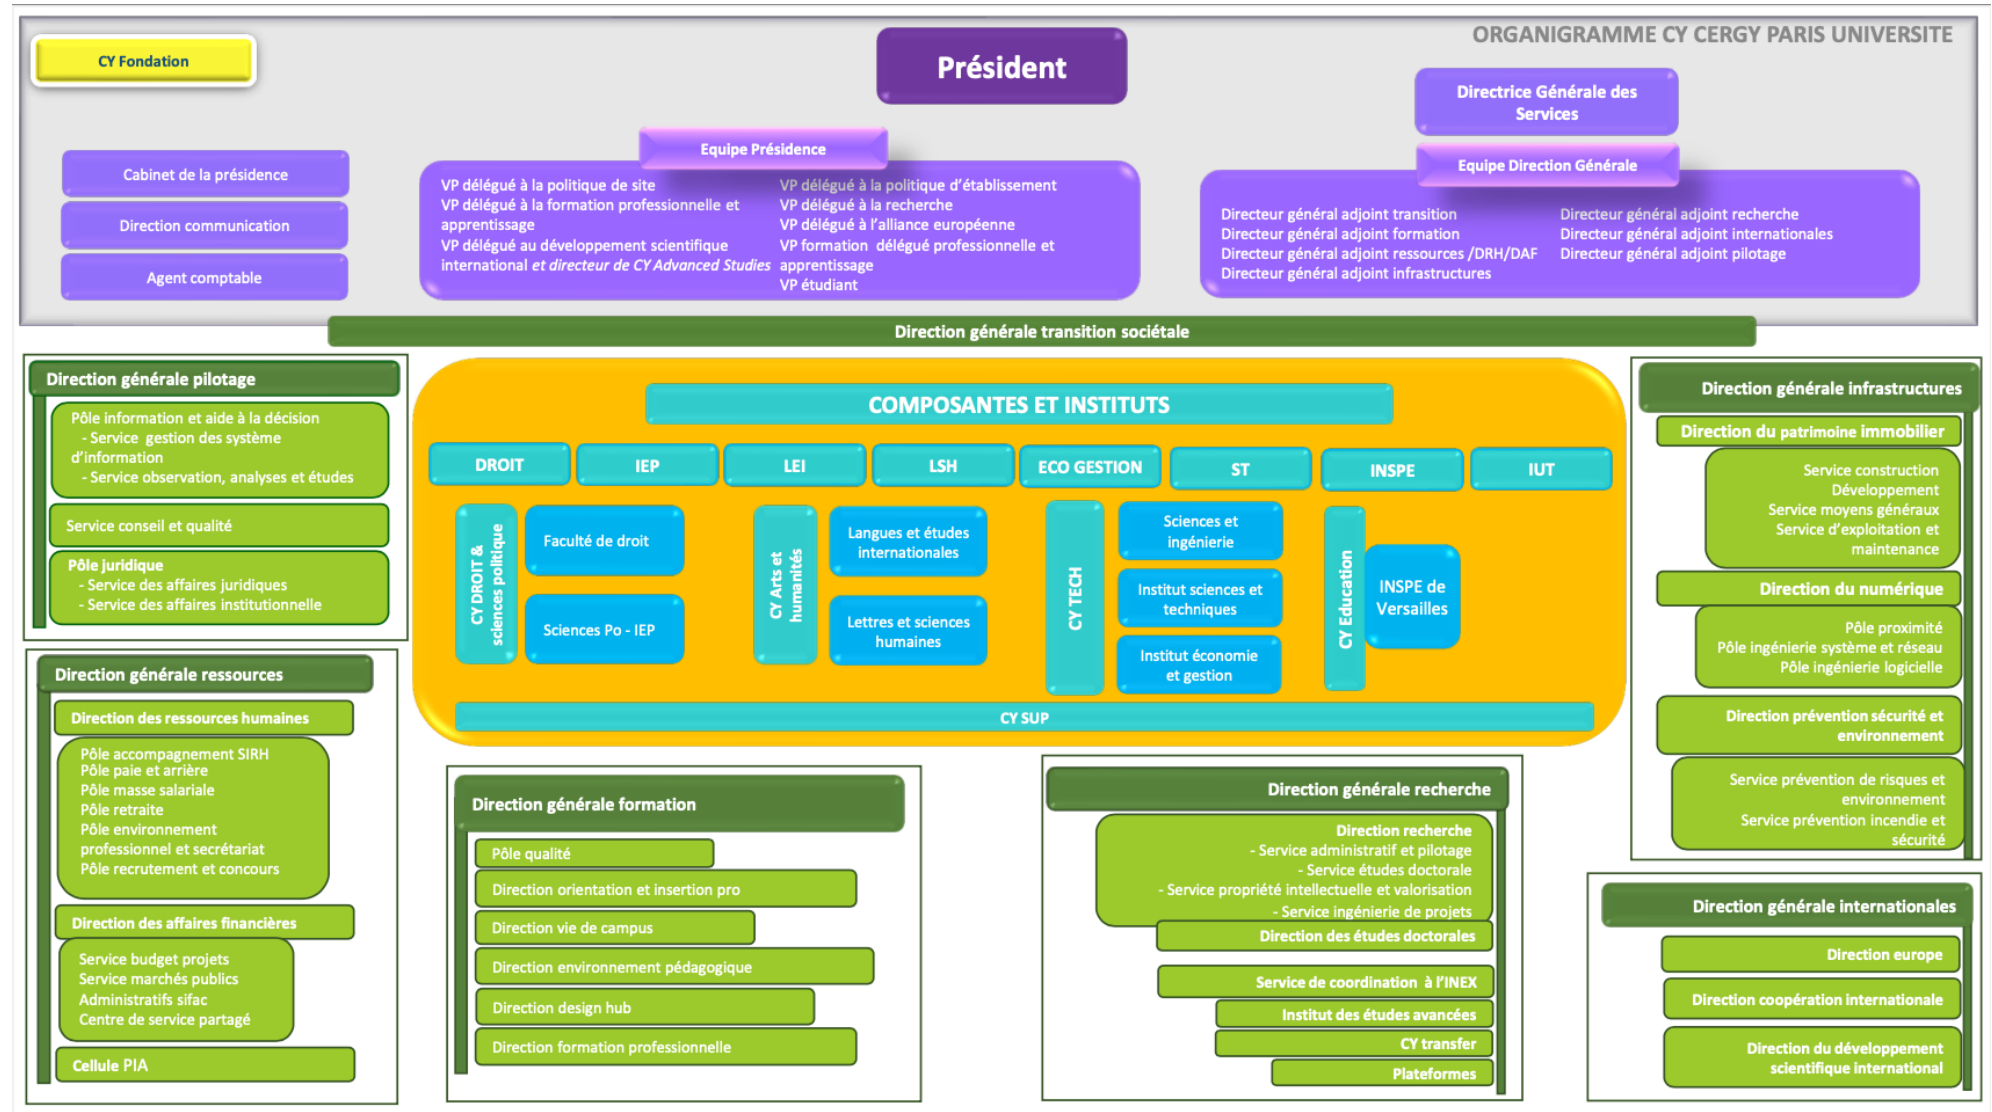 ORGANIGRAMME CY CERGY PARIS UNIVERSITE
CY Fondation
Président
Directrice Générale des
Services
Cabinet de la présidence
Direction communication
Agent comptable
Equipe Présidence
VP délégué à la politique de site
VP délégué à la formation professionnelle et
apprentissage
VP délégué au développement scientifique
international et directeur de CY Advanced Studies
VP délégué à la politique d'établissement
VP délégué à la recherche
VP délégué à l'alliance européenne
VP formation délégué professionnelle et
apprentissage
VP étudiant
Equipe Direction Générale
Directeur général adjoint transition
Directeur général adjoint formation
Directeur général adjoint ressources /DRH/DAF
Directeur général adjoint infrastructures
Directeur général adjoint recherche
Directeur général adjoint internationales
Directeur général adjoint pilotage
Direction générale transition sociétale
Direction générale pilotage
Pôle information et aide à la décision
- Service gestion des système
d'information
- Service observation, analyses et études
Service conseil et qualité
Pôle juridique
- Service des affaires juridiques
- Service des affaires institutionnelle
Direction générale ressources
Direction des ressources humaines
Pôle accompagnement SIRH
Pôle paie et arrière
Pôle masse salariale
Pôle retraite
Pôle environnement
professionnel et secrétariat
Pôle recrutement et concours
Direction des affaires financières
Service budget projets
Service marchés publics
Administratifs sifac
Centre de service partagé
Cellule PIA
COMPOSANTES ET INSTITUTS
DROIT
IEP
LEI
LSH
ECO GESTION
ST
INSPE
IUT
CY DROIT &
sciences politique
Faculté de droit
Sciences Po - IEP
CY Arts et
humanités
Langues et études
internationales
Lettres et sciences
humaines
CY TECH
Sciences et
ingénierie
Institut sciences et
techniques
Institut économie
et gestion
CY Education
INSPE de
Versailles
CY SUP
Direction générale formation
Pôle qualité
Direction orientation et insertion pro
Direction vie de campus
Direction environnement pédagogique
Direction design hub
Direction formation professionnelle
Direction générale recherche
Direction recherche
- Service administratif et pilotage
- Service études doctorale
- Service propriété intellectuelle et valorisation
- Service ingénierie de projets
Direction des études doctorales
Service de coordination à l'INEX
Institut des études avancées
CY transfer
Plateformes
Direction générale infrastructures
Direction du patrimoine immobilier
Service construction
Développement
Service moyens généraux
Service d'exploitation et
maintenance
Direction du numérique
Pôle proximité
Pôle ingénierie système et réseau
Pôle ingénierie logicielle
Direction prévention sécurité et
environnement
Service prévention de risques et
environnement
Service prévention incendie et
sécurité
Direction générale internationales
Direction europe
Direction coopération internationale
Direction du développement
scientifique international